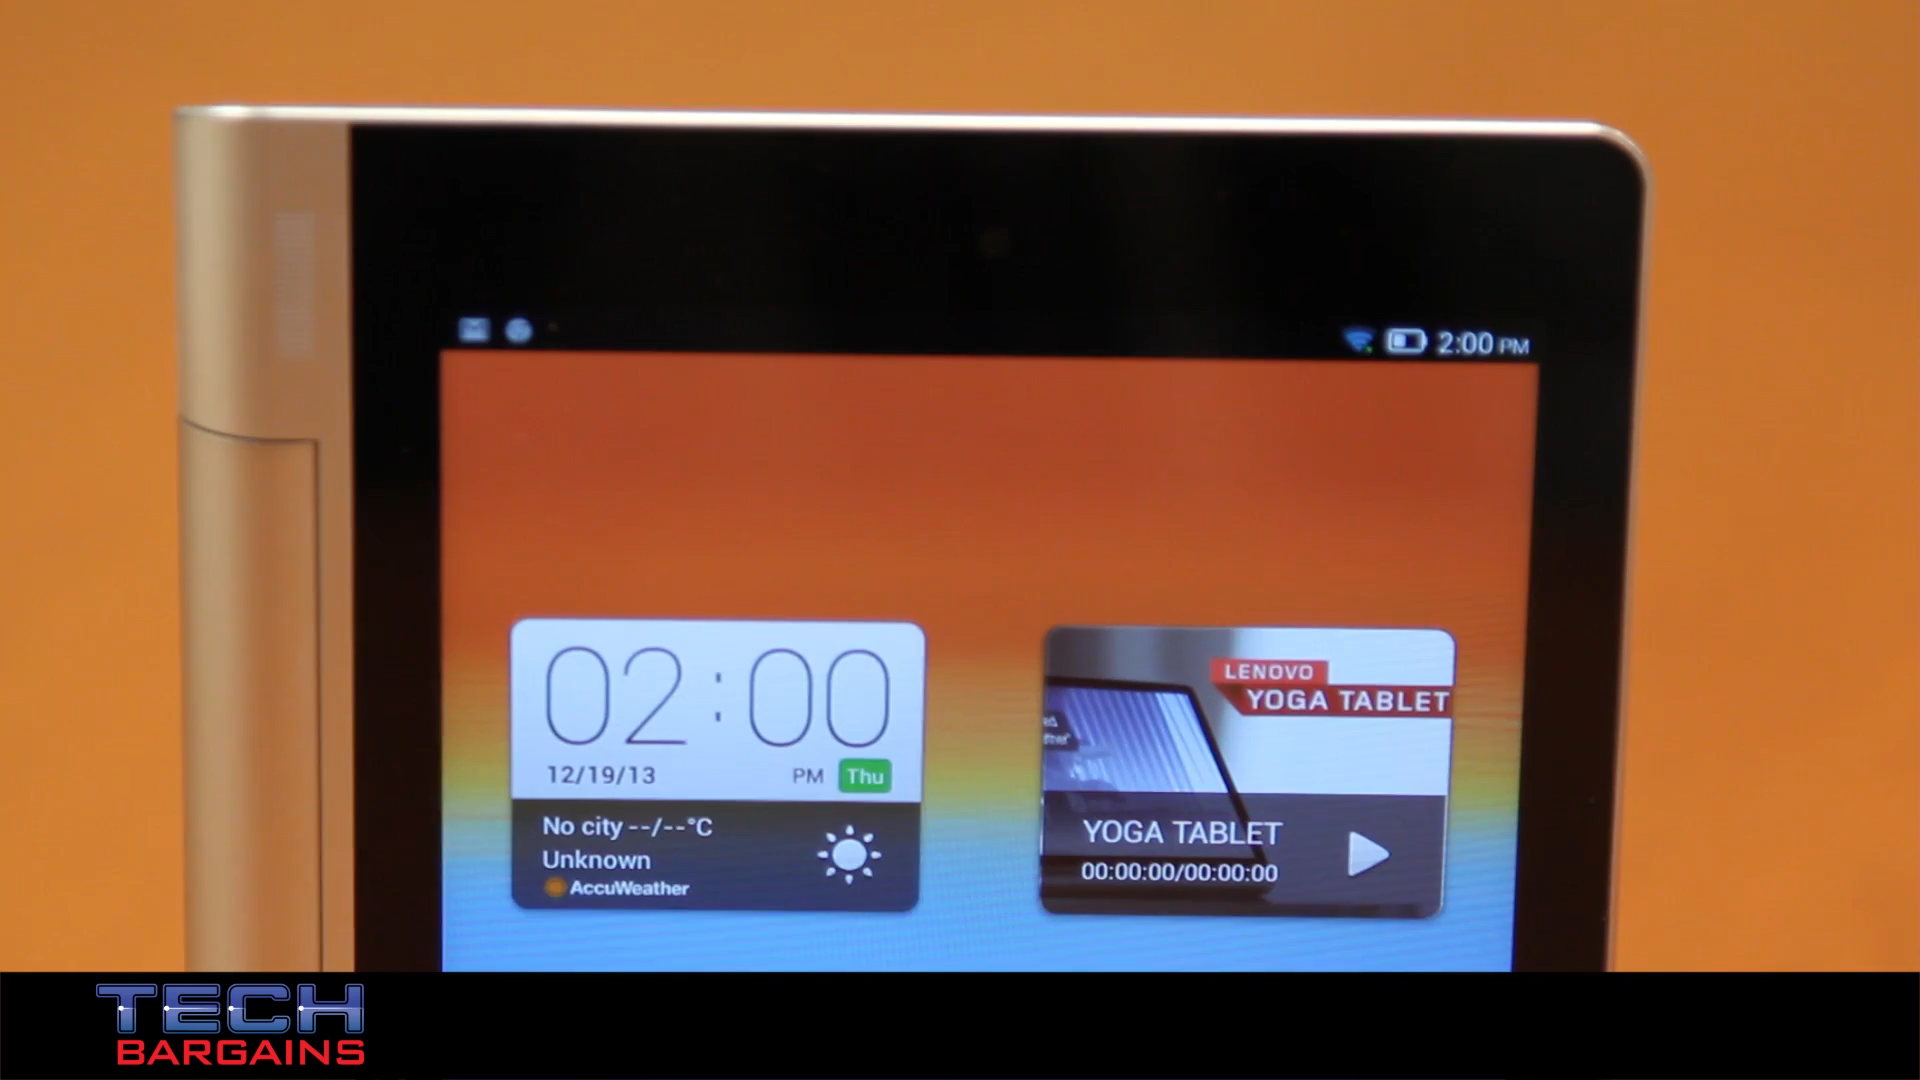 2:00 PM
02:00
12/19/13 PM Thu
No city --/--°C
Unknown
AccuWeather
LENOVO
YOGA TABLET
YOGA TABLET
00:00:00/00:00:00
TECH
BARGAINS